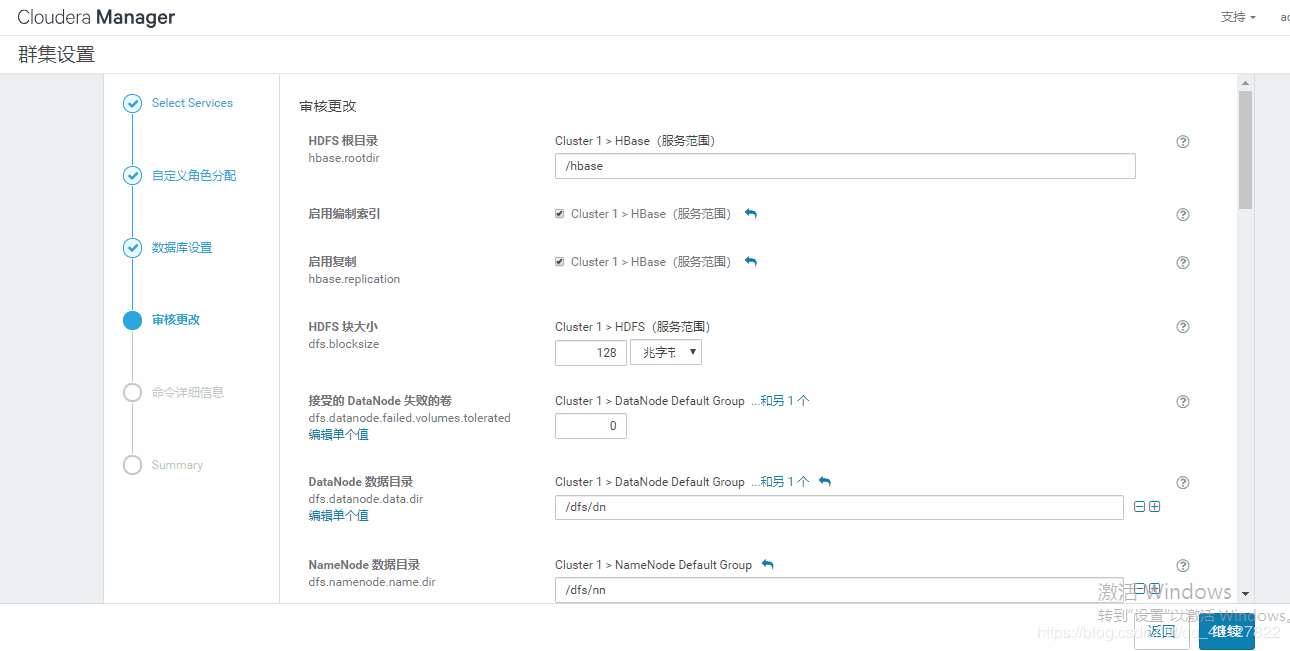 Cloudera Manager
支持
群集设置
Select Services
自定义角色分配
数据库设置
审核更改
命令详细信息
Summary
审核更改
HDFS 根目录
hbase.rootdir
Cluster 1 > HBase（服务范围）
/hbase
启用编制索引
Cluster 1 > HBase（服务范围）
启用复制
hbase.replication
Cluster 1 > HBase（服务范围）
HDFS 块大小
dfs.blocksize
Cluster 1 > HDFS（服务范围）
128 兆字节
接受的 DataNode 失败的卷
dfs.datanode.failed.volumes.tolerated
编辑单个值
Cluster 1 > DataNode Default Group ...和另 1 个
0
DataNode 数据目录
dfs.datanode.data.dir
编辑单个值
Cluster 1 > DataNode Default Group ...和另 1 个
/dfs/dn
NameNode 数据目录
dfs.namenode.name.dir
Cluster 1 > NameNode Default Group
/dfs/nn
激活 Windows
转到“设置”以激活 Windows。
返回
继续